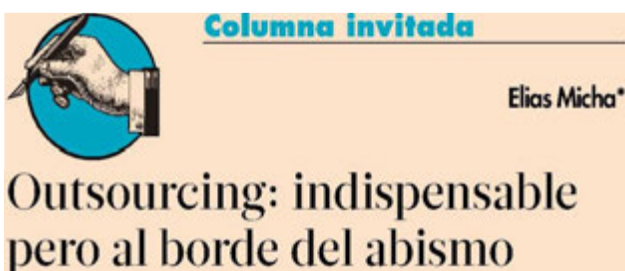 Columna invitada
Elias Micha*
Outsourcing: indispensable
pero al borde del abismo